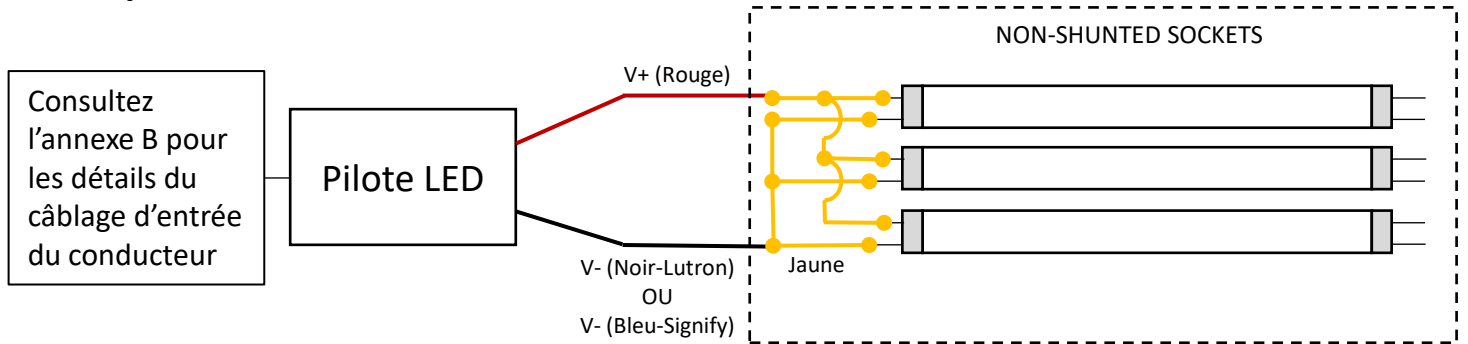 Consultez
l'annexe B pour
les détails du
câblage d'entrée
du conducteur
Pilote LED
V+ (Rouge)
V- (Noir-Lutron)
OU
V- (Bleu-Signify)
NON-SHUNTED SOCKETS
Jaune